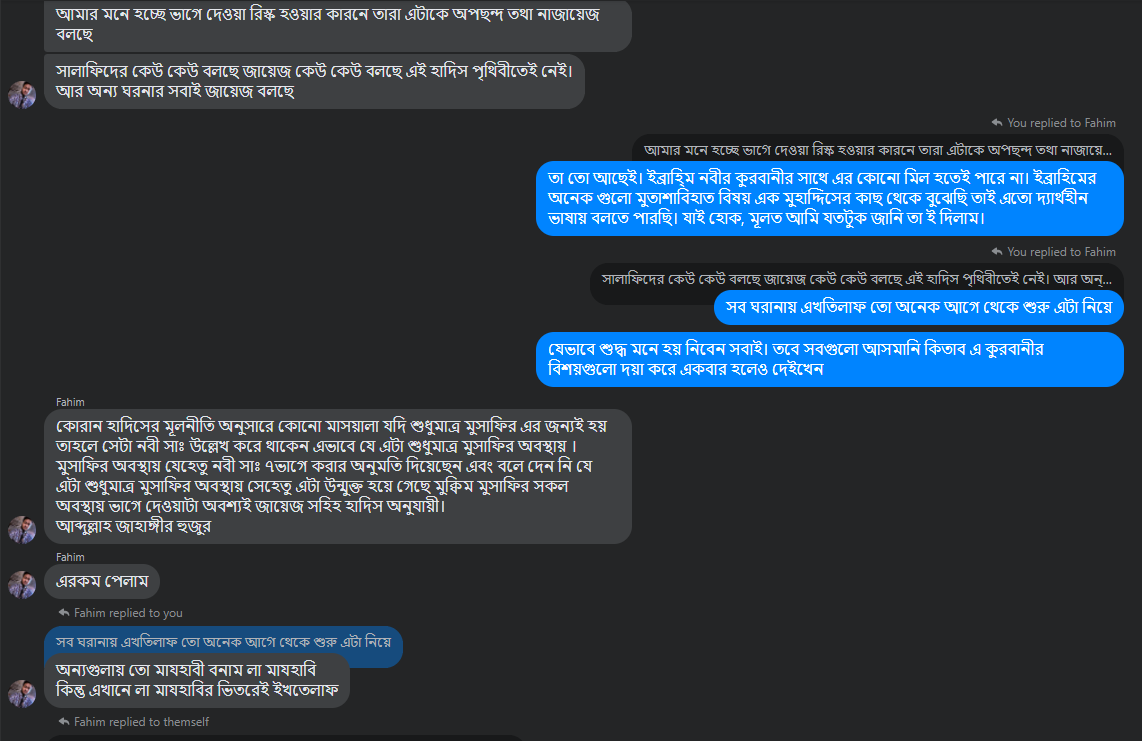 আমার মনে হচ্ছে ভাগে দেওয়া রিস্ক হওয়ার কারনে তারা এটাকে অপছন্দ তথা নাজায়েজ
বলছে
সালাফিদের কেউ কেউ বলছে জায়েজ কেউ কেউ বলছে এই হাদিস পৃথিবীতেই নেই।
আর অন্য ঘরনার সবাই জায়েজ বলছে
You replied to Fahim
আমার মনে হচ্ছে ভাগে দেওয়া রিস্ক হওয়ার কারনে তারা এটাকে অপছন্দ তথা নাজায়ে...
তা তো আছেই। ইব্রাহিম নবীর কুরবানীর সাথে এর কোনো মিল হতেই পারে না। ইব্রাহিমের
অনেক গুলো মুতাশাবিহাত বিষয় এক মুহাদ্দিসের কাছ থেকে বুঝেছি তাই এতো দ্যার্থহীন
ভাষায় বলতে পারছি। যাই হোক, মূলত আমি যতটুক জানি তা ই দিলাম।
You replied to Fahim
সালাফিদের কেউ কেউ বলছে জায়েজ কেউ কেউ বলছে এই হাদিস পৃথিবীতেই নেই। আর অন্...
সব ঘরানায় এখতিলাফ তো অনেক আগে থেকে শুরু এটা নিয়ে
যেভাবে শুদ্ধ মনে হয় নিবেন সবাই। তবে সবগুলো আসমানি কিতাব এ কুরবানীর
বিশয়গুলো দয়া করে একবার হলেও দেইখেন
Fahim
কোরান হাদিসের মূলনীতি অনুসারে কোনো মাসয়ালা যদি শুধুমাত্র মুসাফির এর জন্যই হয়
তাহলে সেটা নবী সাঃ উল্লেখ করে থাকেন এভাবে যে এটা শুধুমাত্র মুসাফির অবস্থায় ।
মুসাফির অবস্থায় যেহেতু নবী সাঃ ৭ভাগে করার অনুমতি দিয়েছেন এবং বলে দেন নি যে
এটা শুধুমাত্র মুসাফির অবস্থায় সেহেতু এটা উন্মুক্ত হয়ে গেছে মুক্বিম মুসাফির সকল
অবস্থায় ভাগে দেওয়াটা অবশ্যই জায়েজ সহিহ হাদিস অনুযায়ী।
আব্দুল্লাহ জাহাঙ্গীর হুজুর
Fahim
এরকম পেলাম
Fahim replied to you
সব ঘরানায় এখতিলাফ তো অনেক আগে থেকে শুরু এটা নিয়ে
অন্যগুলায় তো মাযহাবী বনাম লা মাযহাবি
কিন্তু এখানে লা মাযহাবির ভিতরেই ইখতেলাফ
Fahim replied to themself